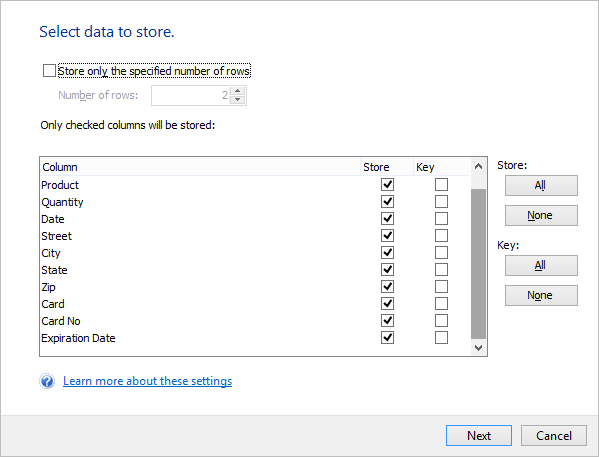 Select data to store.
Store only the specified number of rows
Number of rows: 2
Only checked columns will be stored:
Column Store Key
Product
Quantity
Date
Street
City
State
Zip
Card
Card No
Expiration Date
Store:
All
None
Key:
All
None
? Learn more about these settings
Next Cancel